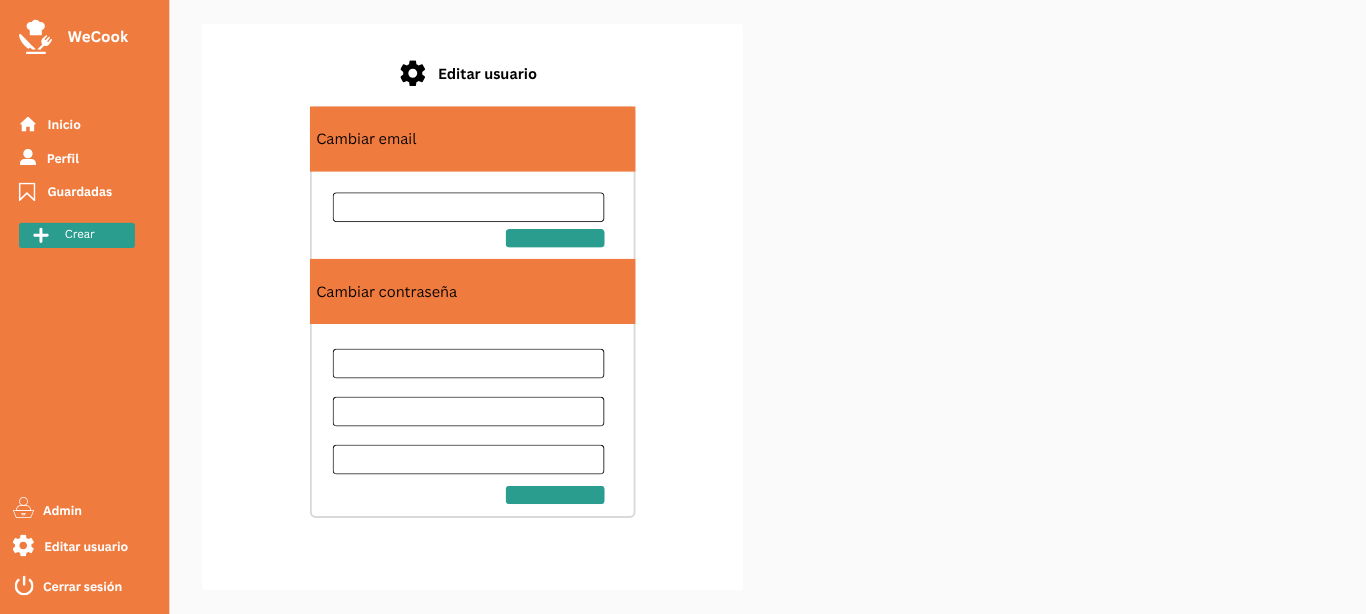 WeCook
Inicio
Perfil
Guardadas
Crear
Admin
Editar usuario
Cerrar sesión
Editar usuario
Cambiar email
Cambiar contraseña